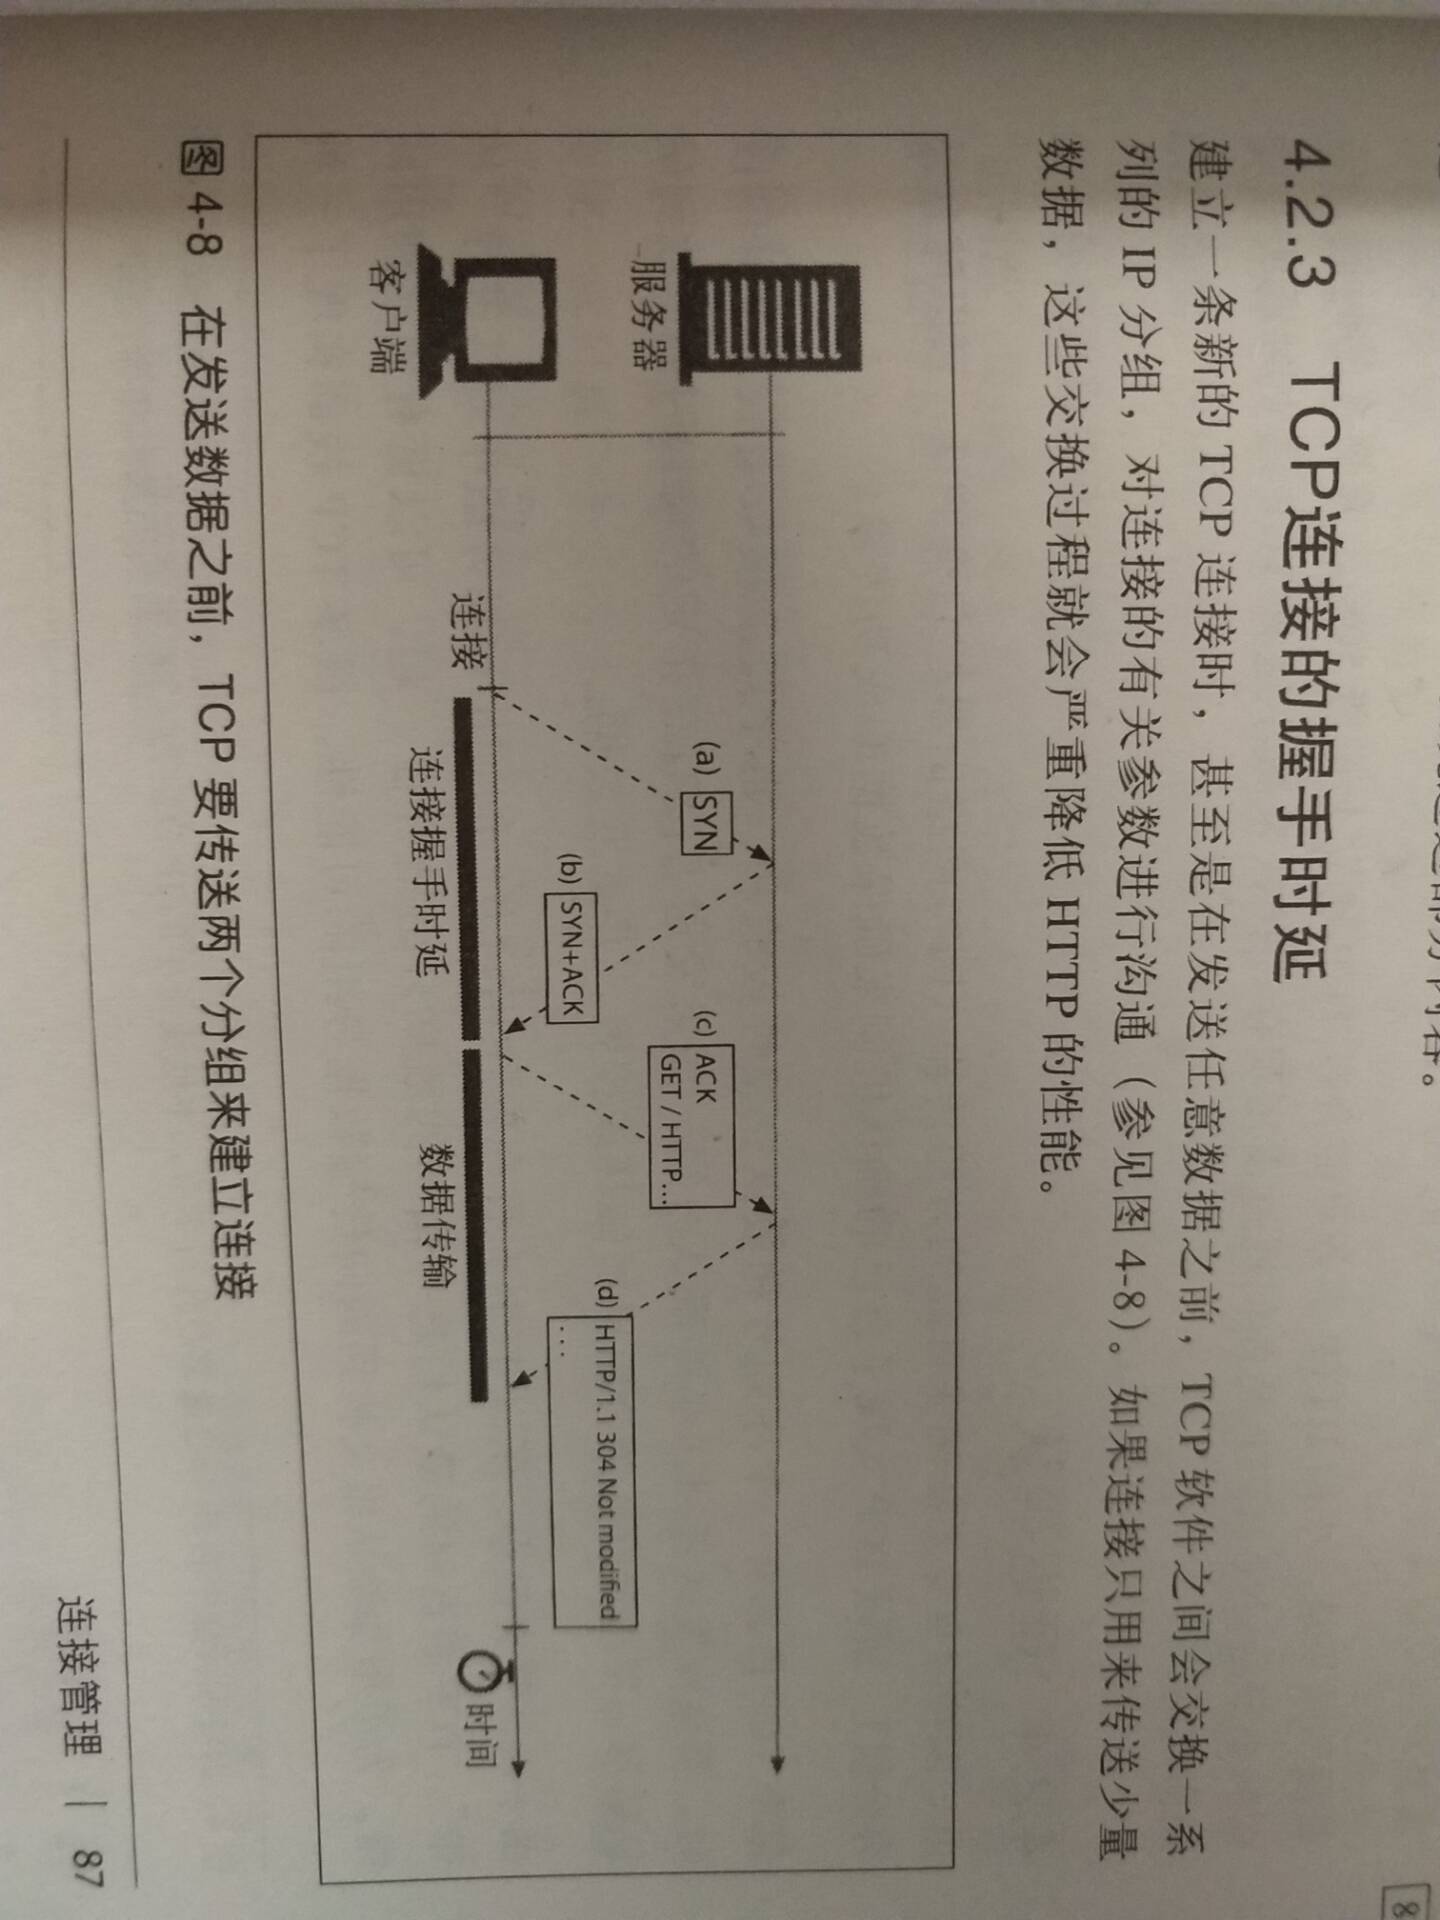 部分内容。
8
4.2.3 TCP连接的握手时延
建立一条新的 TCP 连接时，甚至是在发送任意数据之前，TCP 软件之间会交换一系
列的 IP 分组，对连接的有关参数进行沟通（参见图 4-8）。如果连接只用来传送少量
数据，这些交换过程就会严重降低 HTTP 的性能。
服务器
(a) SYN
(c) ACK
GET / HTTP...
(b) SYN+ACK
(d) HTTP/1.1 304 Not modified
...
连接
连接握手时延
数据传输
时间
客户端
图 4-8 在发送数据之前，TCP 要传送两个分组来建立连接
连接管理 | 87